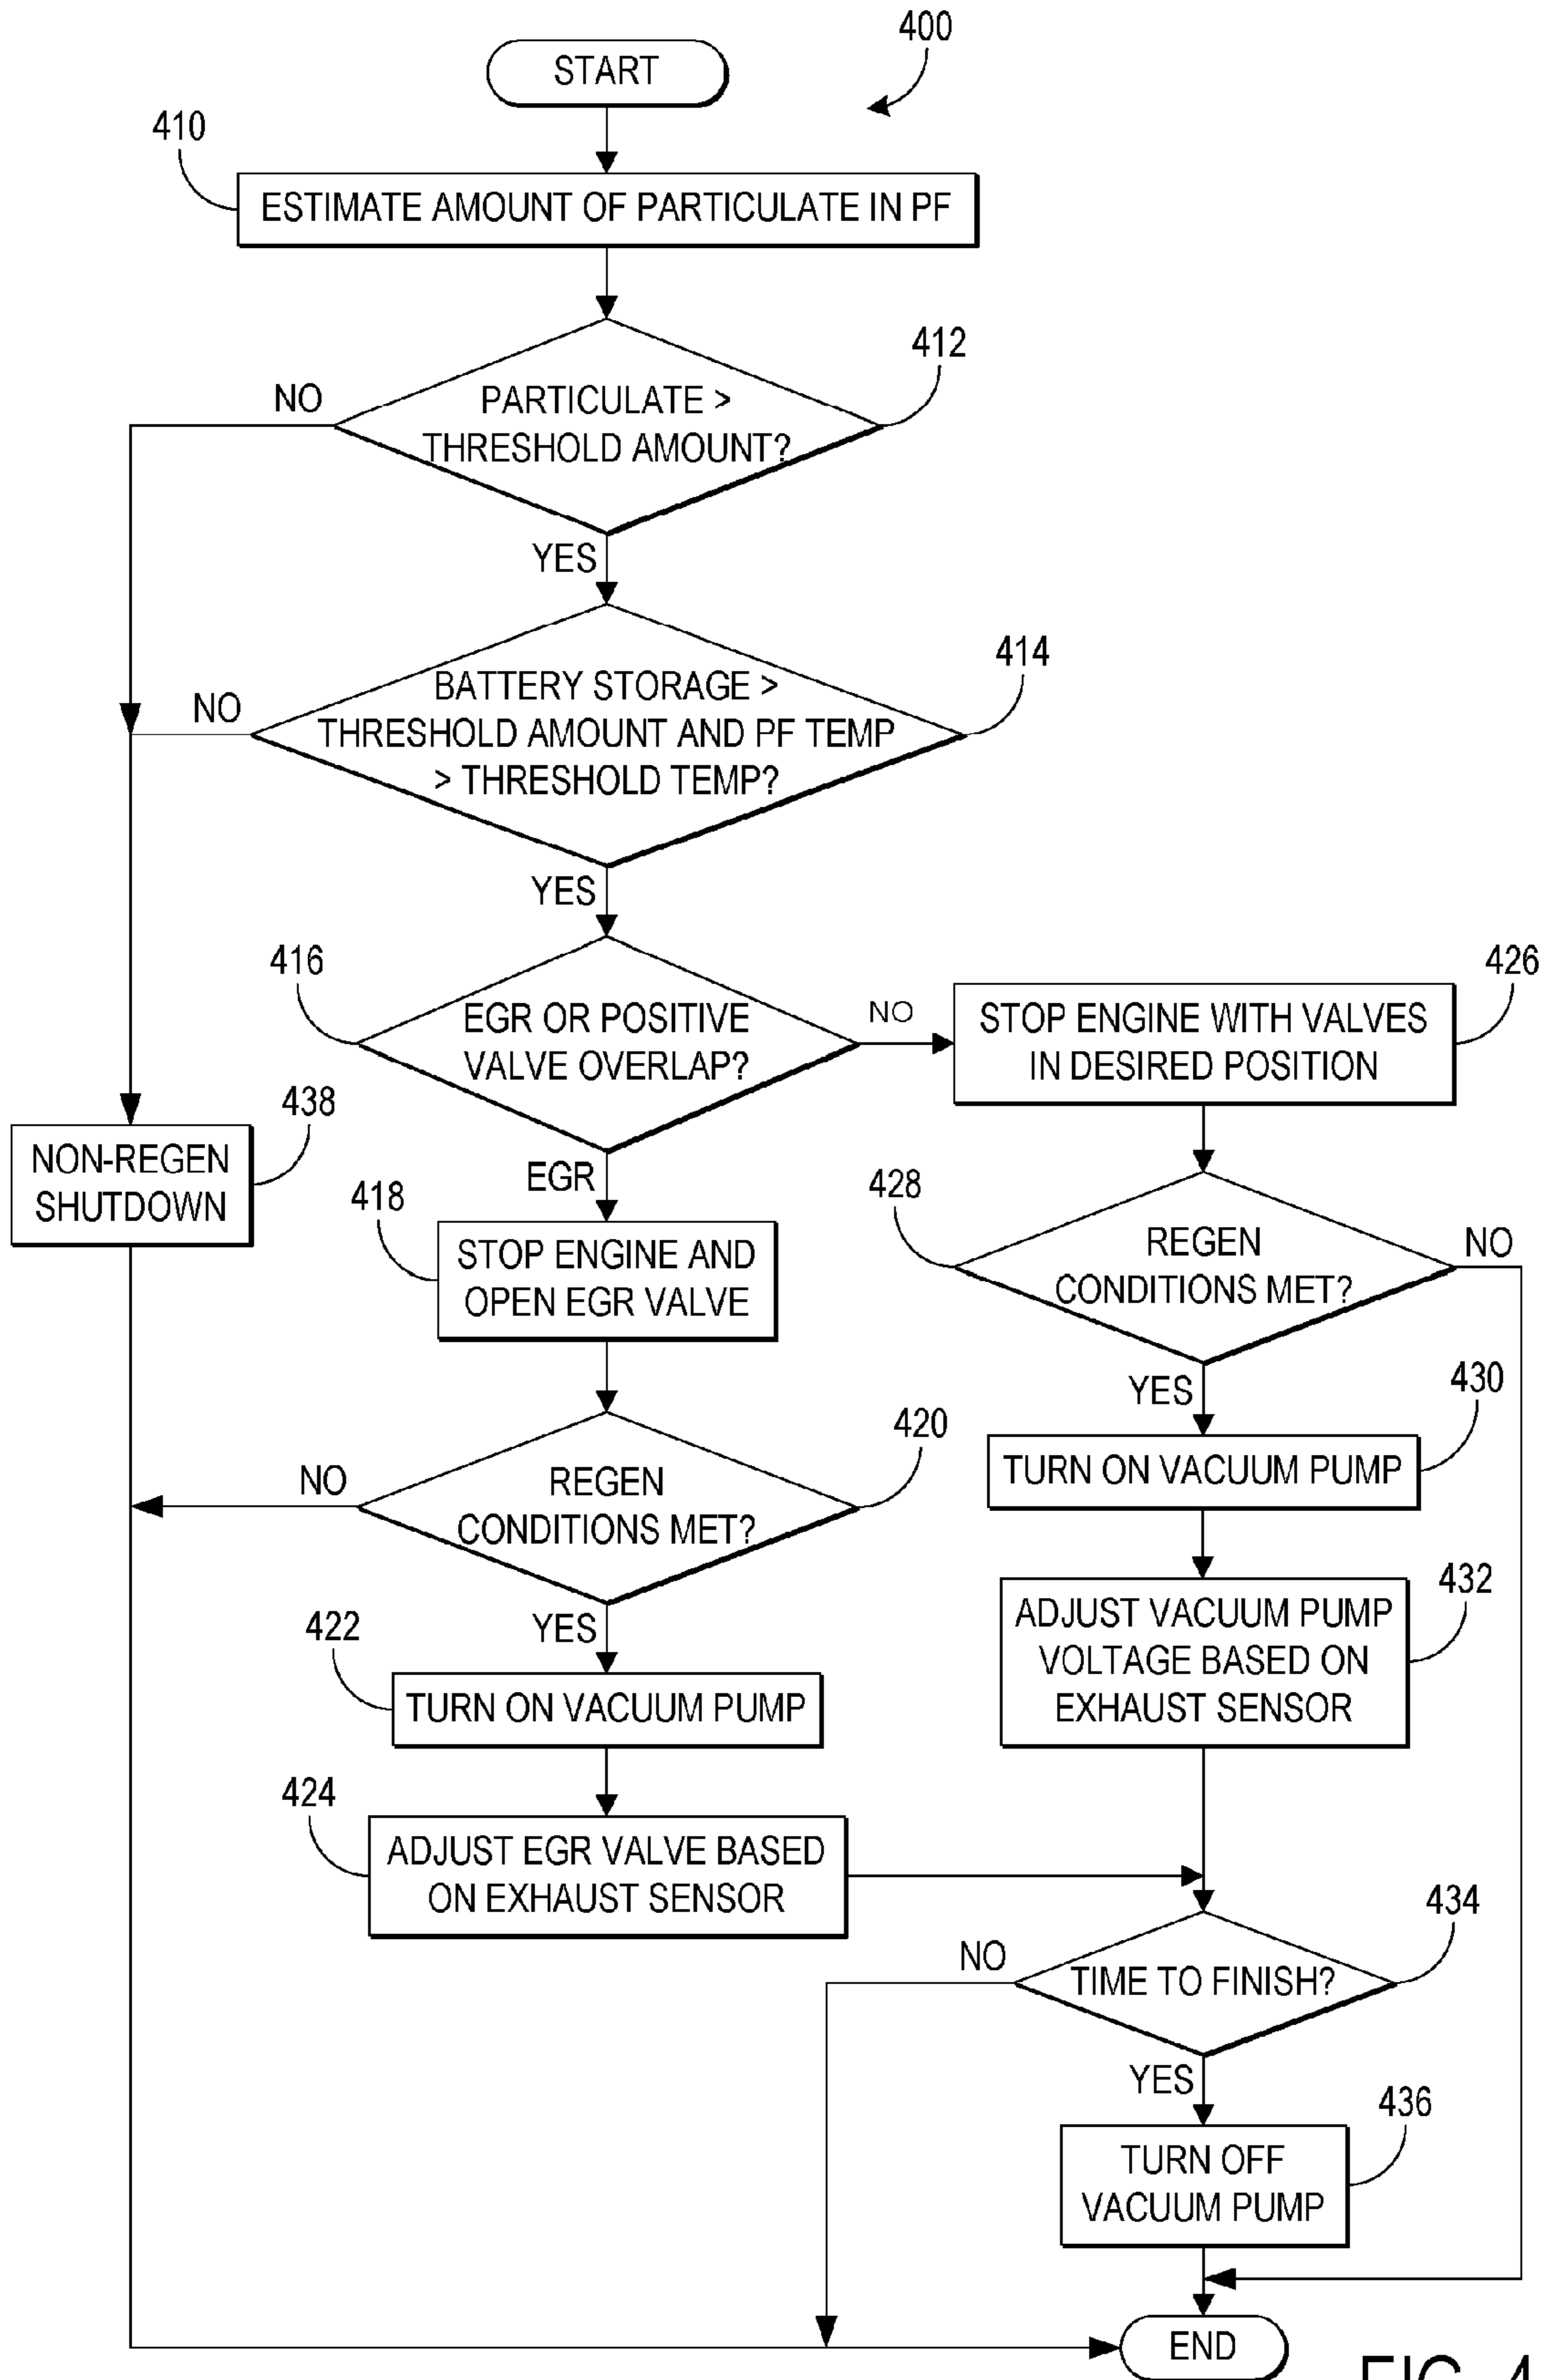 400
START
410
ESTIMATE AMOUNT OF PARTICULATE IN PF
412
NO
PARTICULATE >
THRESHOLD AMOUNT?
YES
414
NO
BATTERY STORAGE >
THRESHOLD AMOUNT AND PF TEMP
> THRESHOLD TEMP?
YES
416
EGR OR POSITIVE
VALVE OVERLAP?
NO
426
STOP ENGINE WITH VALVES
IN DESIRED POSITION
438
NON-REGEN
SHUTDOWN
EGR
418
STOP ENGINE AND
OPEN EGR VALVE
428
REGEN
CONDITIONS MET?
NO
YES
430
TURN ON VACUUM PUMP
420
NO
REGEN
CONDITIONS MET?
YES
432
ADJUST VACUUM PUMP
VOLTAGE BASED ON
EXHAUST SENSOR
422
TURN ON VACUUM PUMP
424
ADJUST EGR VALVE BASED
ON EXHAUST SENSOR
434
NO
TIME TO FINISH?
YES
436
TURN OFF
VACUUM PUMP
END
FIG. 4